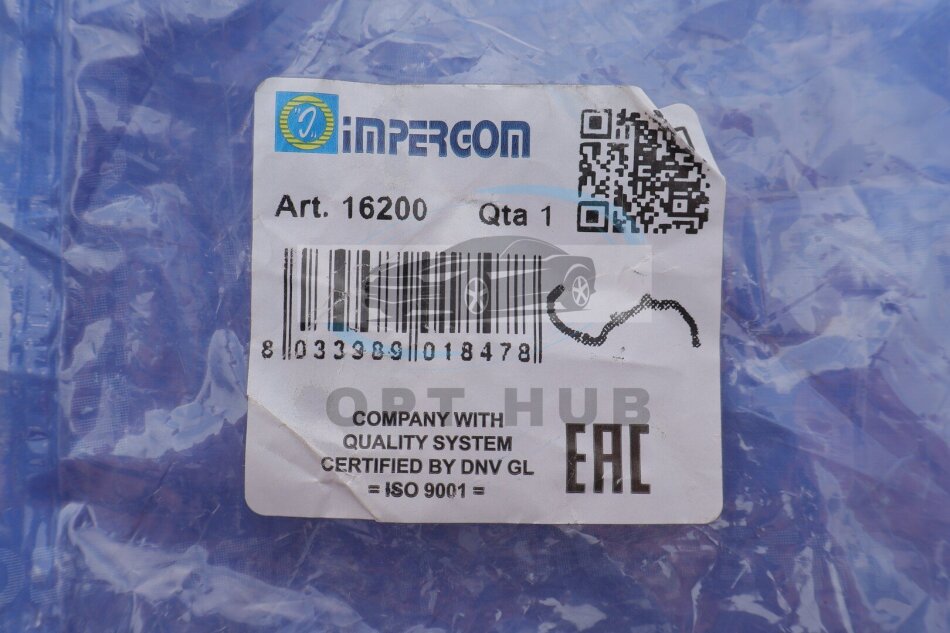 IMPERGOM
Art. 16200 Qta 1
8 033989 018478
OPT HUB
COMPANY WITH
QUALITY SYSTEM
CERTIFIED BY DNV GL
= ISO 9001 =
EAC